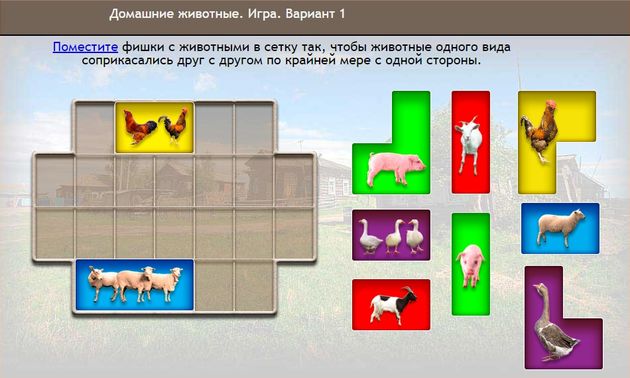 Домашние животные. Игра. Вариант 1
Поместите фишки с животными в сетку так, чтобы животные одного вида
соприкасались друг с другом по крайней мере с одной стороны.